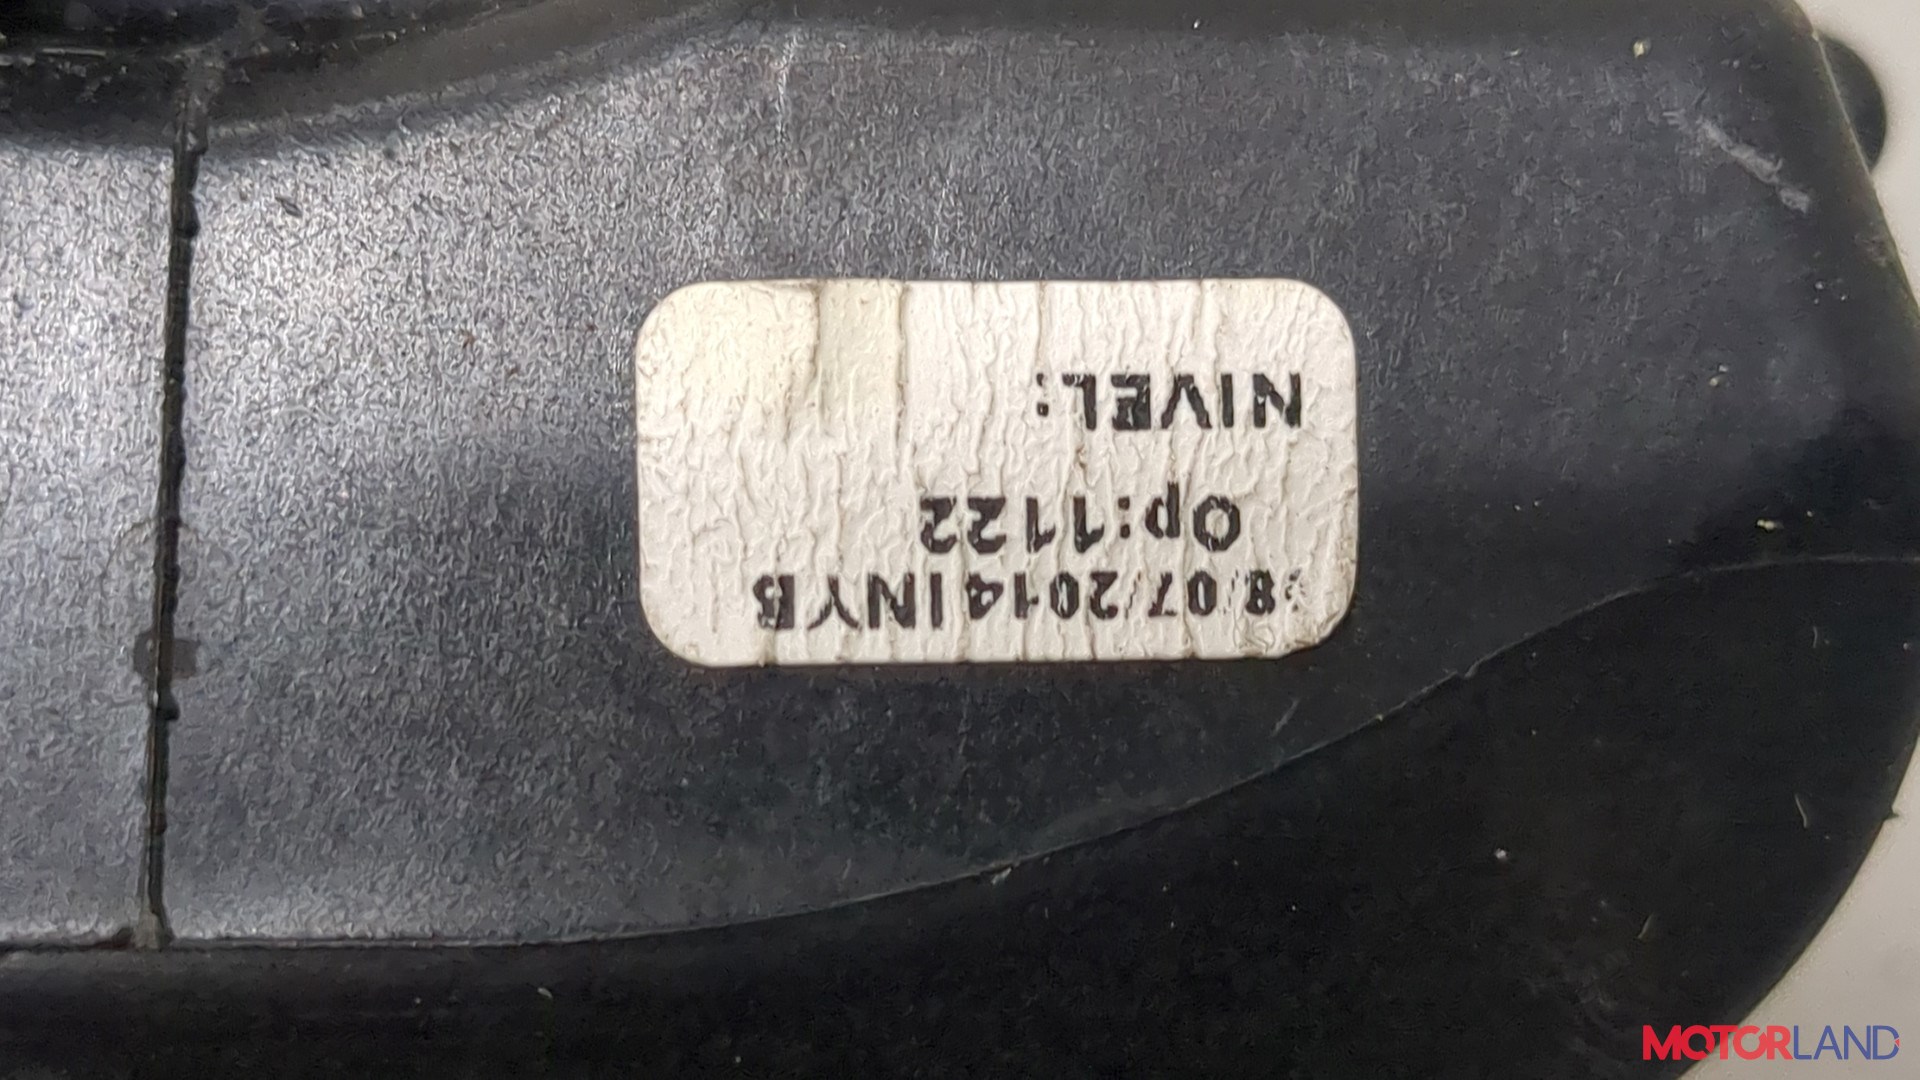 8/07/2014 INYB
Op:1122
NIVEL:
MOTORLAND